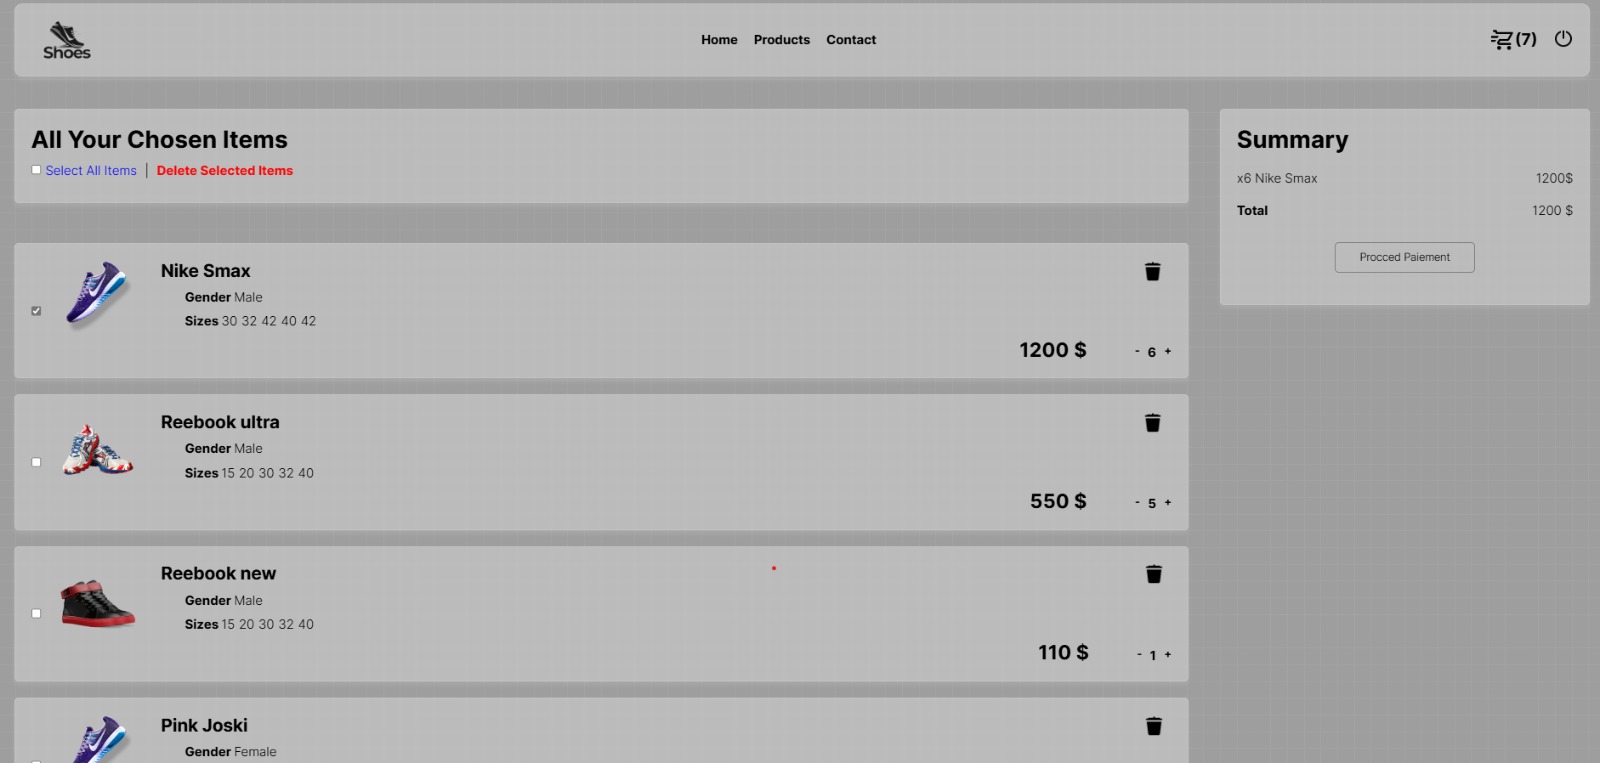 Shoes
Home Products Contact
(7)
All Your Chosen Items
Select All Items | Delete Selected Items
Summary
x6 Nike Smax 1200$
Total 1200 $
Procced Paiement
Nike Smax
Gender Male
Sizes 30 32 42 40 42
1200 $ - 6 +
Reebook ultra
Gender Male
Sizes 15 20 30 32 40
550 $ - 5 +
Reebook new
Gender Male
Sizes 15 20 30 32 40
110 $ - 1 +
Pink Joski
Gender Female